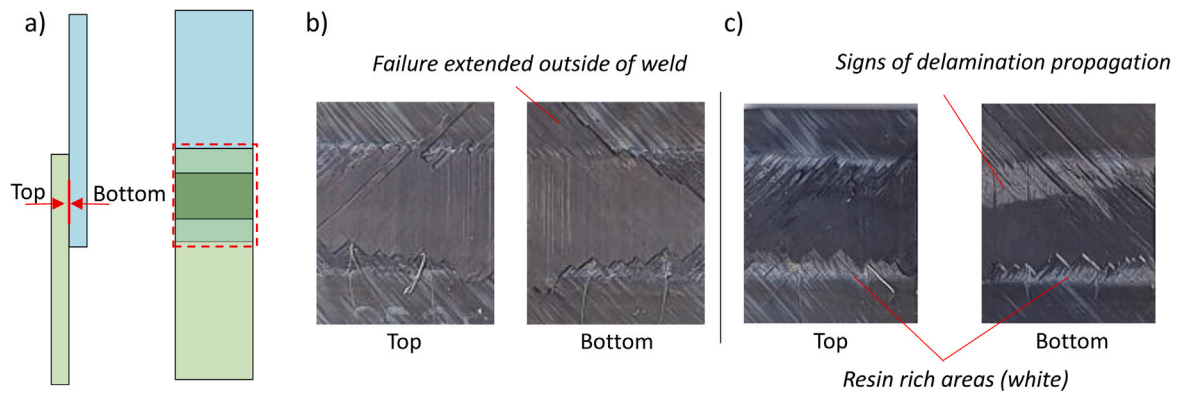 a)
b)
c)
Failure extended outside of weld
Signs of delamination propagation
Top
Bottom
Top
Bottom
Top
Bottom
Resin rich areas (white)